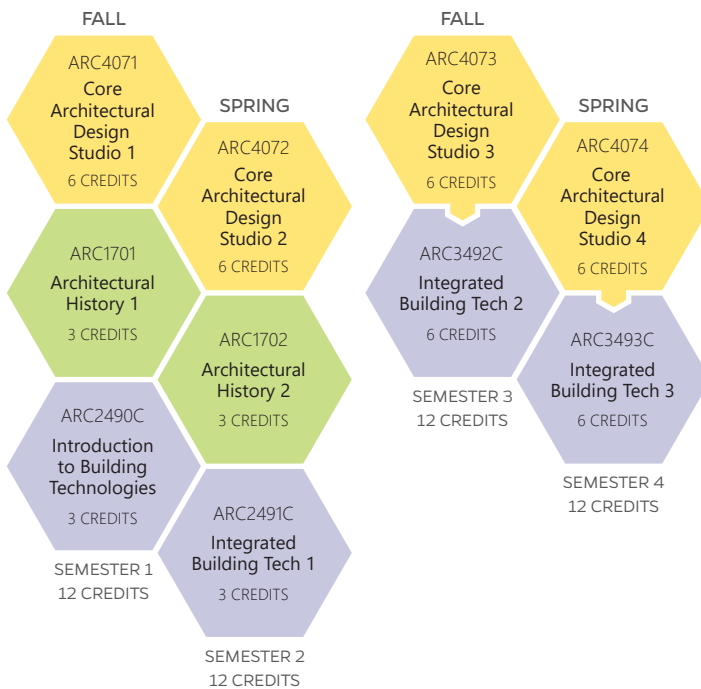 FALL
ARC4071
Core
Architectural
Design
Studio 1
6 CREDITS
ARC1701
Architectural
History 1
3 CREDITS
ARC2490C
Introduction
to Building
Technologies
3 CREDITS
SEMESTER 1
12 CREDITS
SPRING
ARC4072
Core
Architectural
Design
Studio 2
6 CREDITS
ARC1702
Architectural
History 2
3 CREDITS
ARC2491C
Integrated
Building Tech 1
3 CREDITS
SEMESTER 2
12 CREDITS
FALL
ARC4073
Core
Architectural
Design
Studio 3
6 CREDITS
ARC3492C
Integrated
Building Tech 2
6 CREDITS
SEMESTER 3
12 CREDITS
SPRING
ARC4074
Core
Architectural
Design
Studio 4
6 CREDITS
ARC3493C
Integrated
Building Tech 3
6 CREDITS
SEMESTER 4
12 CREDITS